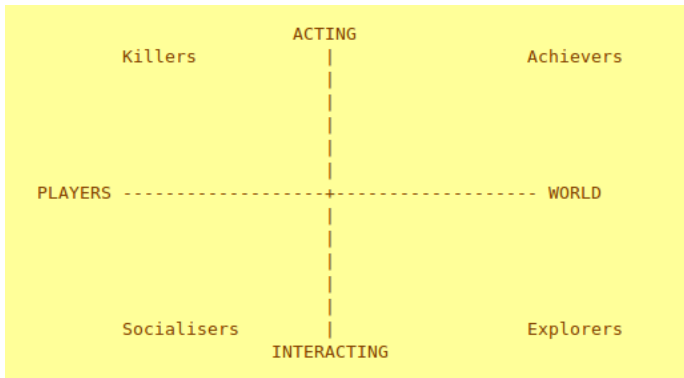 ACTING
Killers | Achievers
|
|
|
|
|
PLAYERS -------------------+------------------- WORLD
|
|
|
|
|
Socialisers | Explorers
INTERACTING